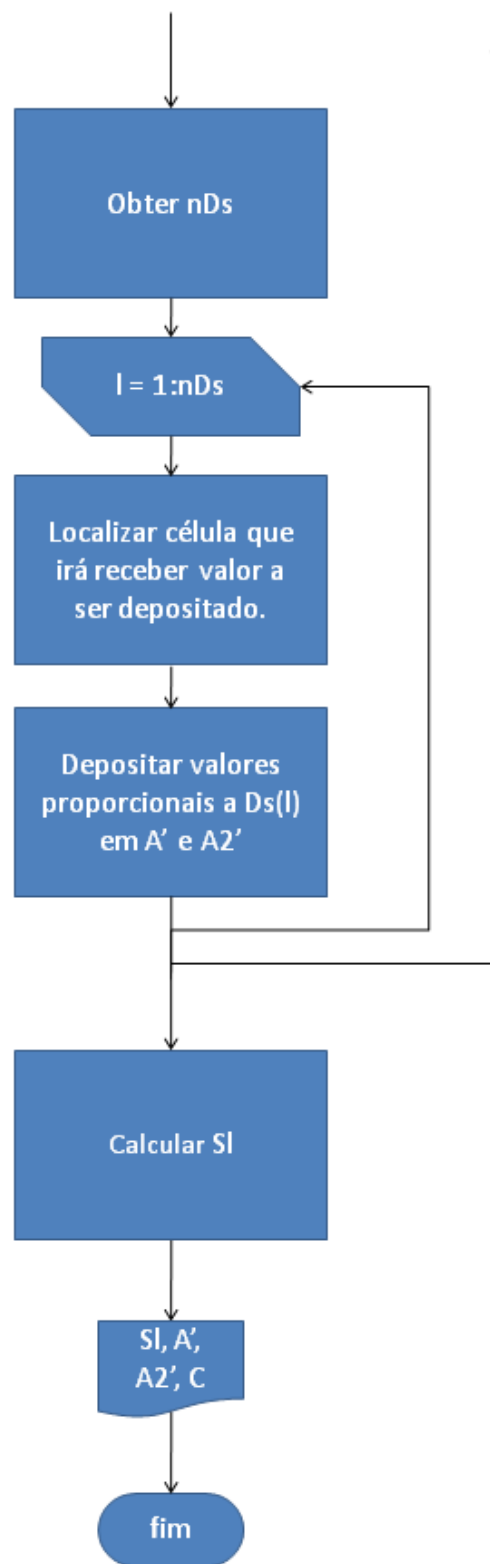 Obter nDs
l = 1:nDs
Localizar célula que
irá receber valor a
ser depositado.
Depositar valores
proporcionais a Ds(l)
em A’ e A2’
Calcular Sl
Sl, A’,
A2’, C
fim